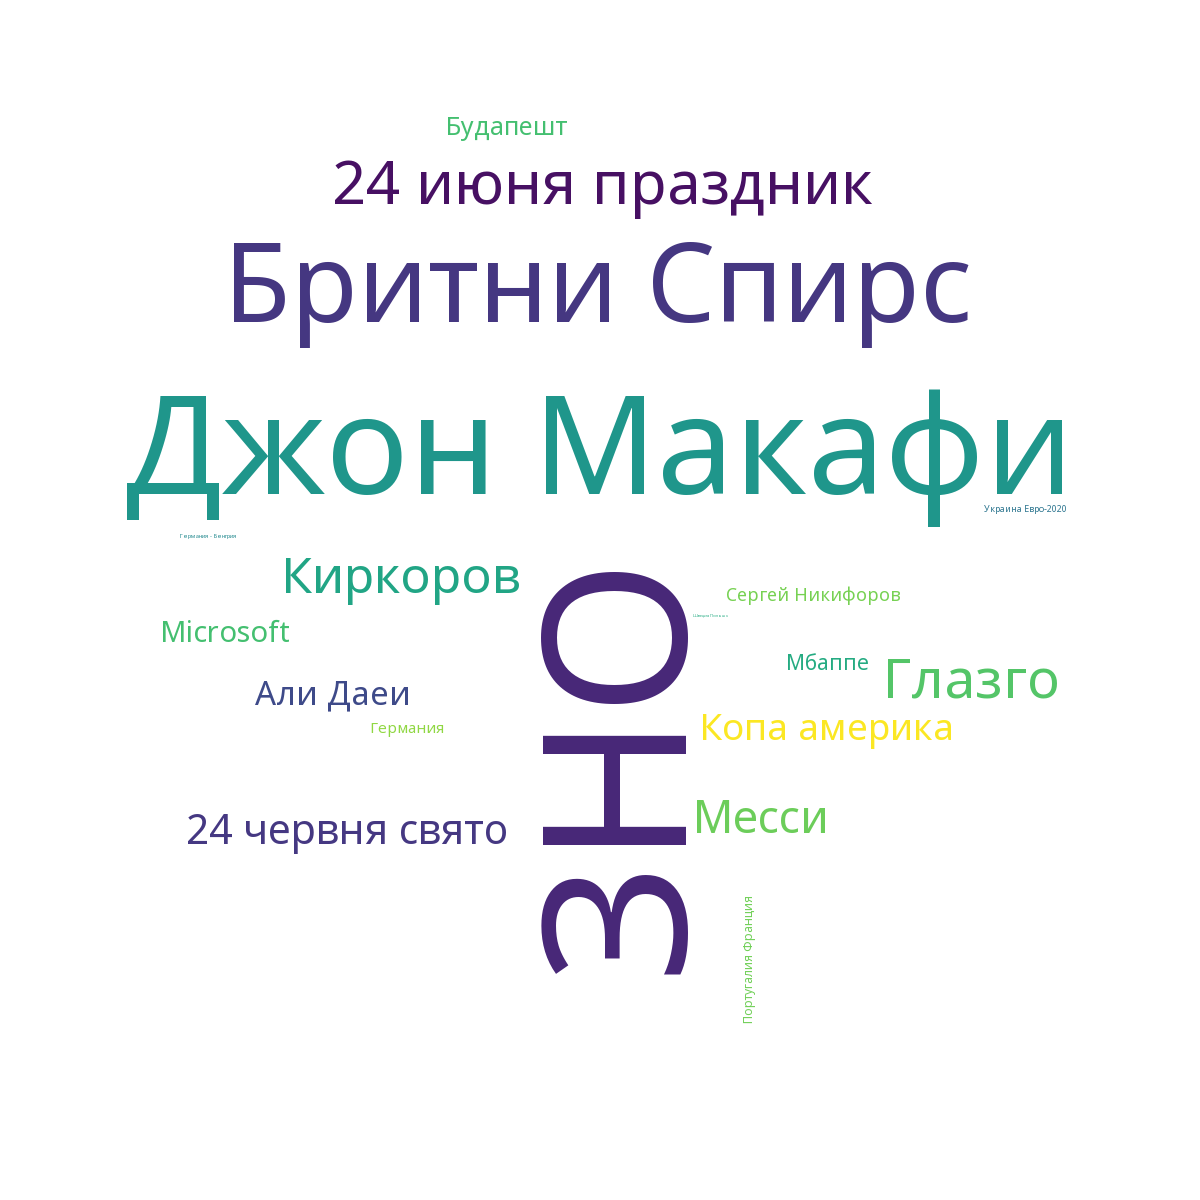 Будапешт
24 июня праздник
Бритни Спирс
Джон Макафи
Украина Евро-2020
Германия - Венгрия
Киркоров
ЗНО
Сергей Никифоров
Microsoft
Мбаппе
Глазго
Али Даеи
Германия
Копа америка
24 червня свято
Месси
Португалия Франция